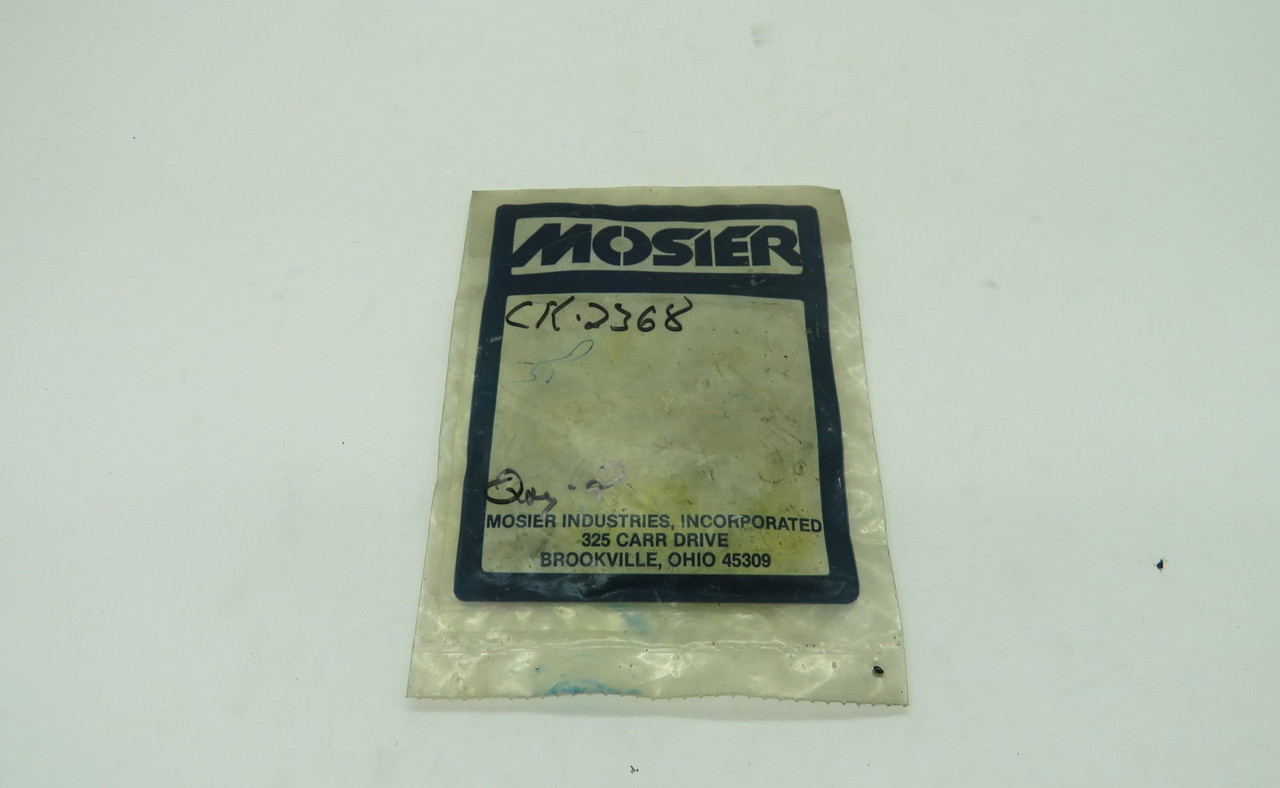 MOSIER
CK-2368
Qty - 2
MOSIER INDUSTRIES, INCORPORATED
325 CARR DRIVE
BROOKVILLE, OHIO 45309